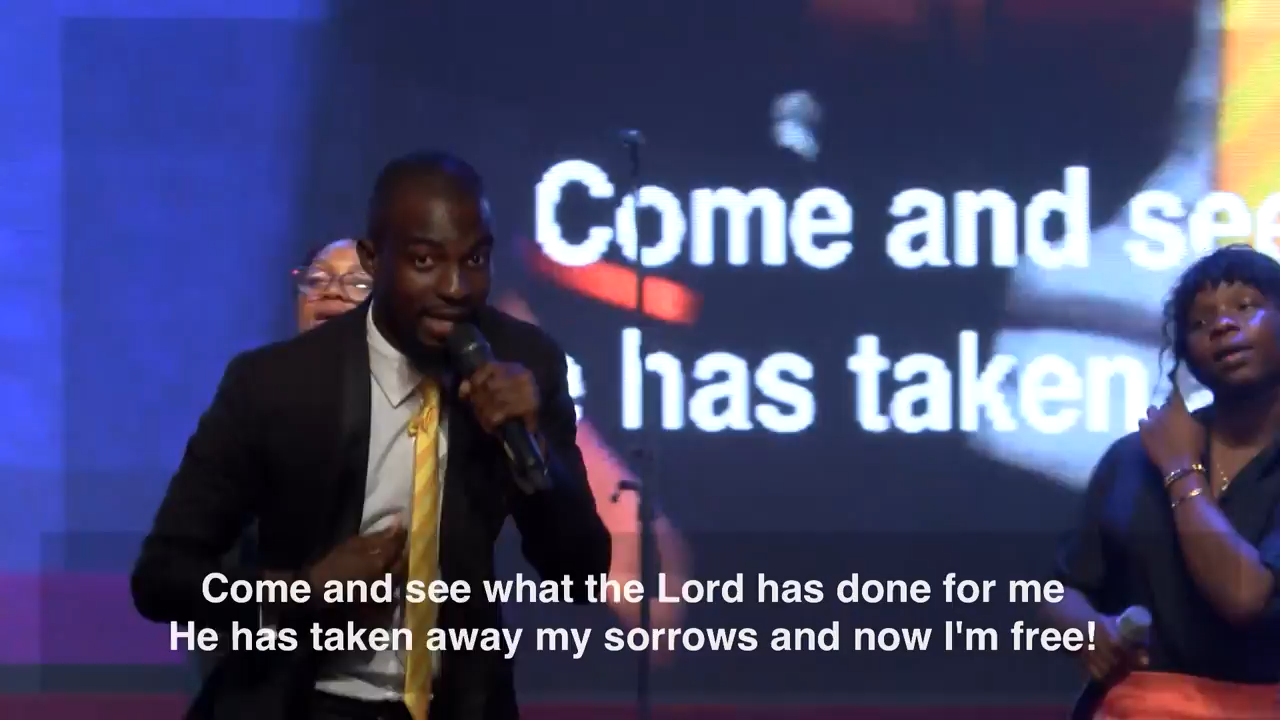 Come and see
he has taken
Come and see what the Lord has done for me
He has taken away my sorrows and now I'm free!